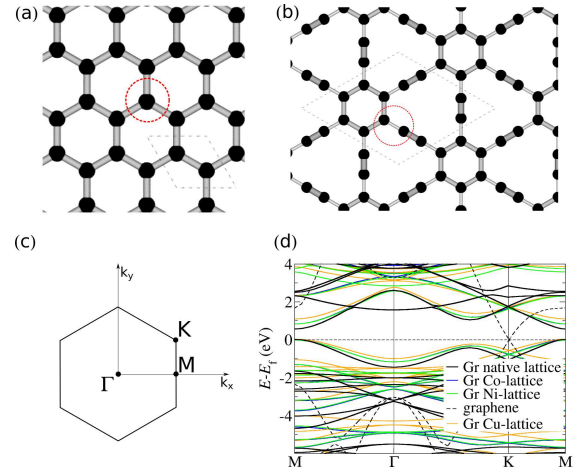 (a)
(b)
(c)
k_y
K
M
Γ
k_x
(d)
E-E_f (eV)
4
2
0
-2
-4
Gr native lattice
Gr Co-lattice
Gr Ni-lattice
graphene
Gr Cu-lattice
M Γ K M